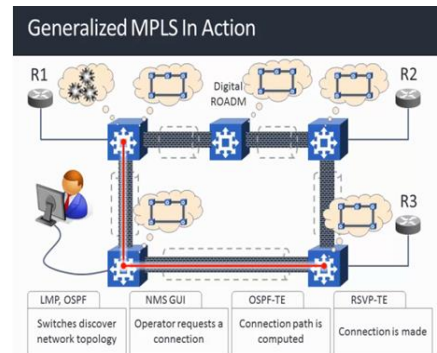 Generalized MPLS In Action
R1
Digital
ROADM
R2
R3
LMP, OSPF
NMS GUI
OSPF-TE
RSVP-TE
Switches discover
network topology
Operator requests a
connection
Connection path is
computed
Connection is made